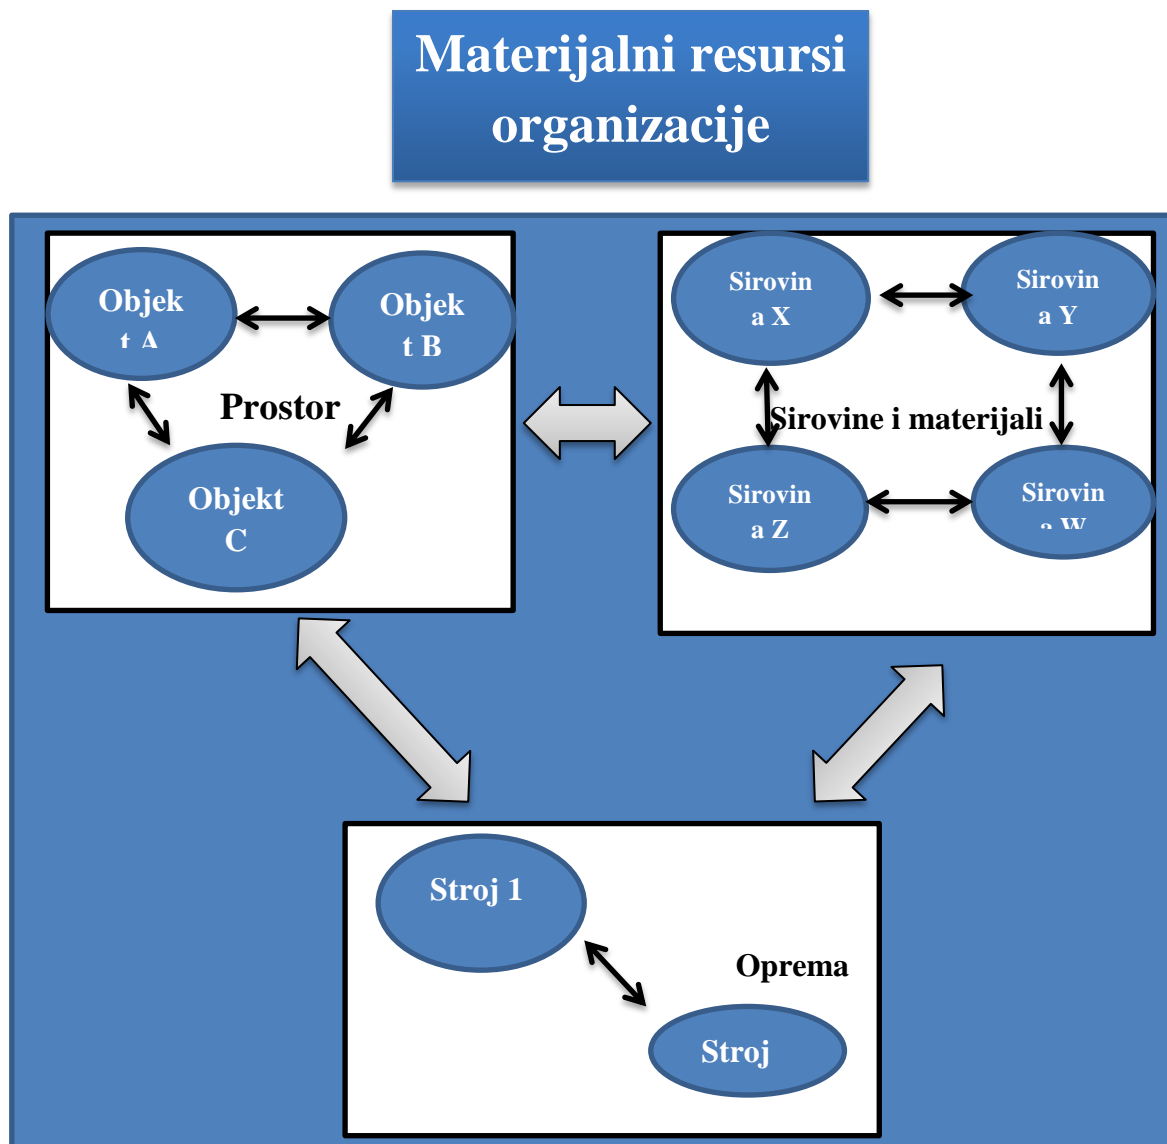 Materijalni resursi
organizacije
Objek
t A
Objek
t B
Prostor
Objekt
C
Sirovin
a X
Sirovin
a Y
Sirovine i materijali
Sirovin
a Z
Sirovin
a W
Stroj 1
Oprema
Stroj